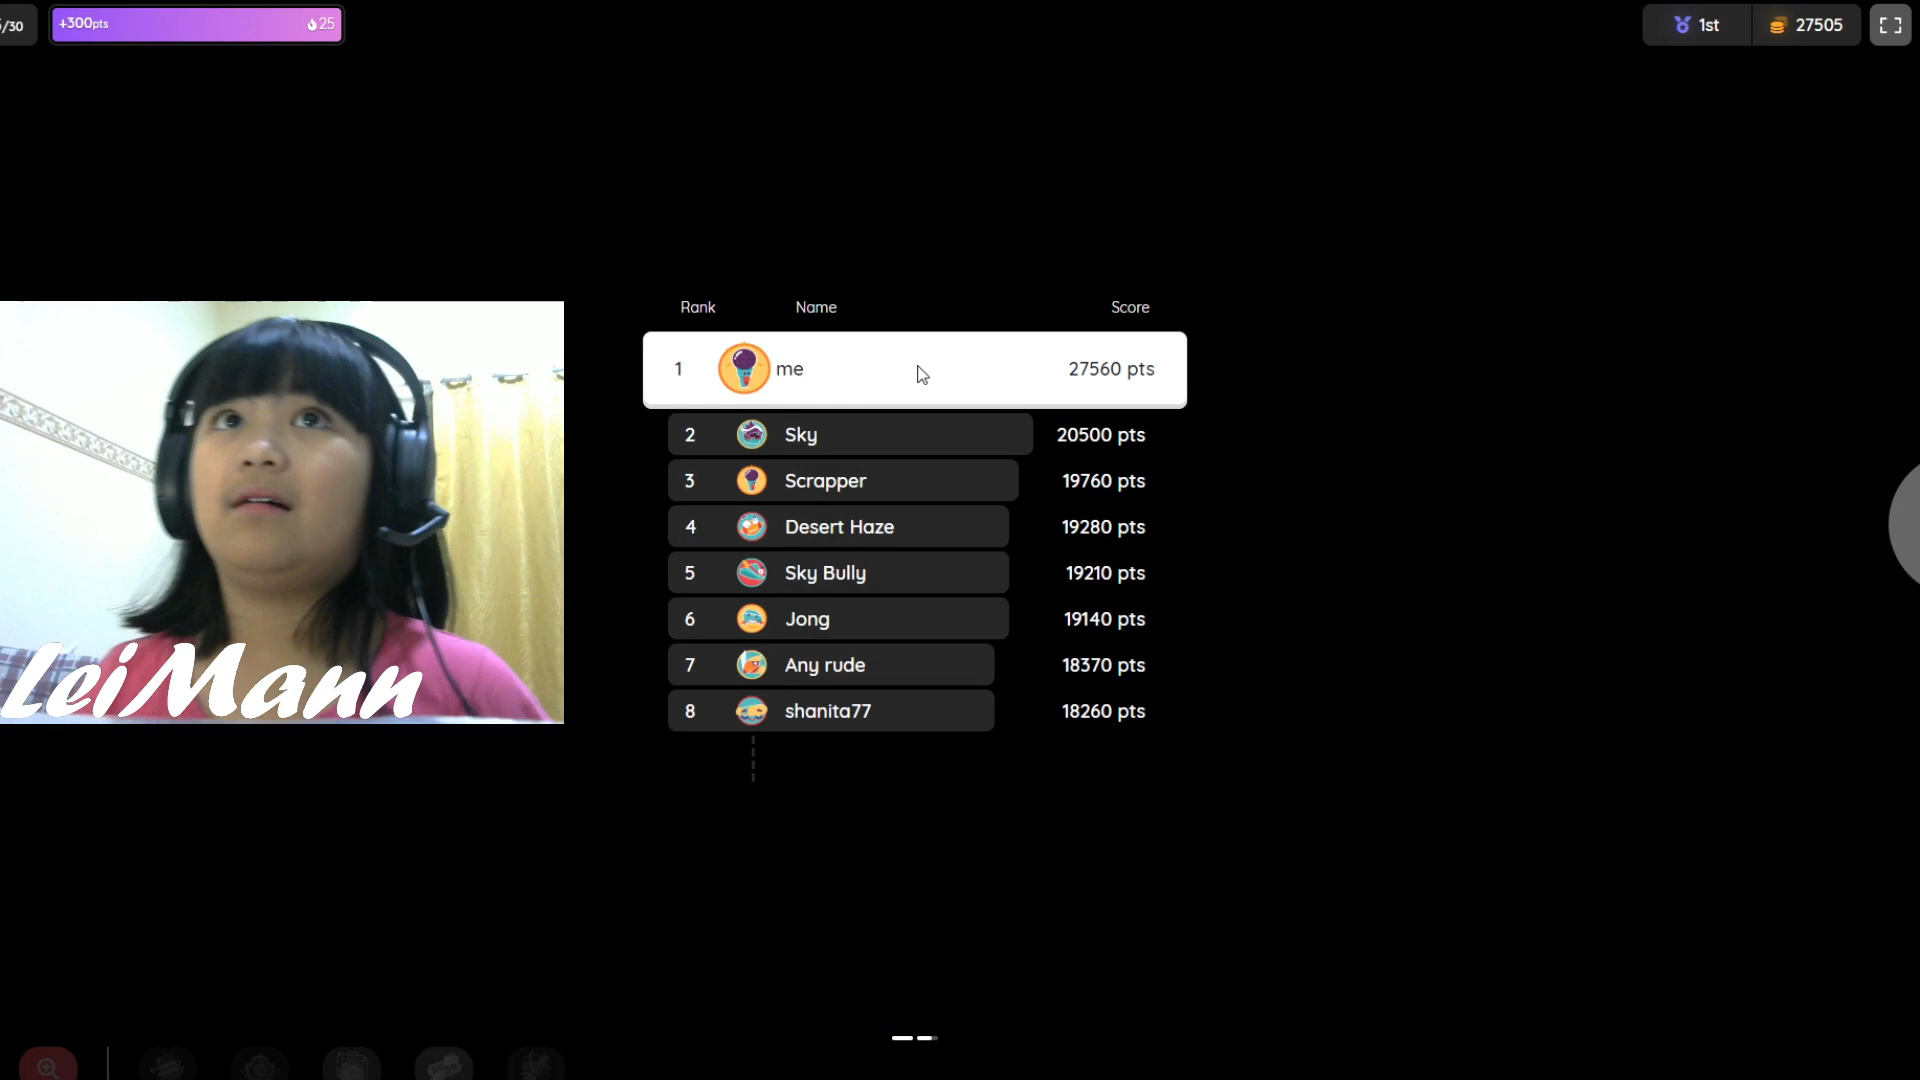 /30
+300pts
25
1st
27505
Rank Name Score
1 me 27560 pts
2 Sky 20500 pts
3 Scrapper 19760 pts
4 Desert Haze 19280 pts
5 Sky Bully 19210 pts
6 Jong 19140 pts
7 Any rude 18370 pts
8 shanita77 18260 pts
LeiMann